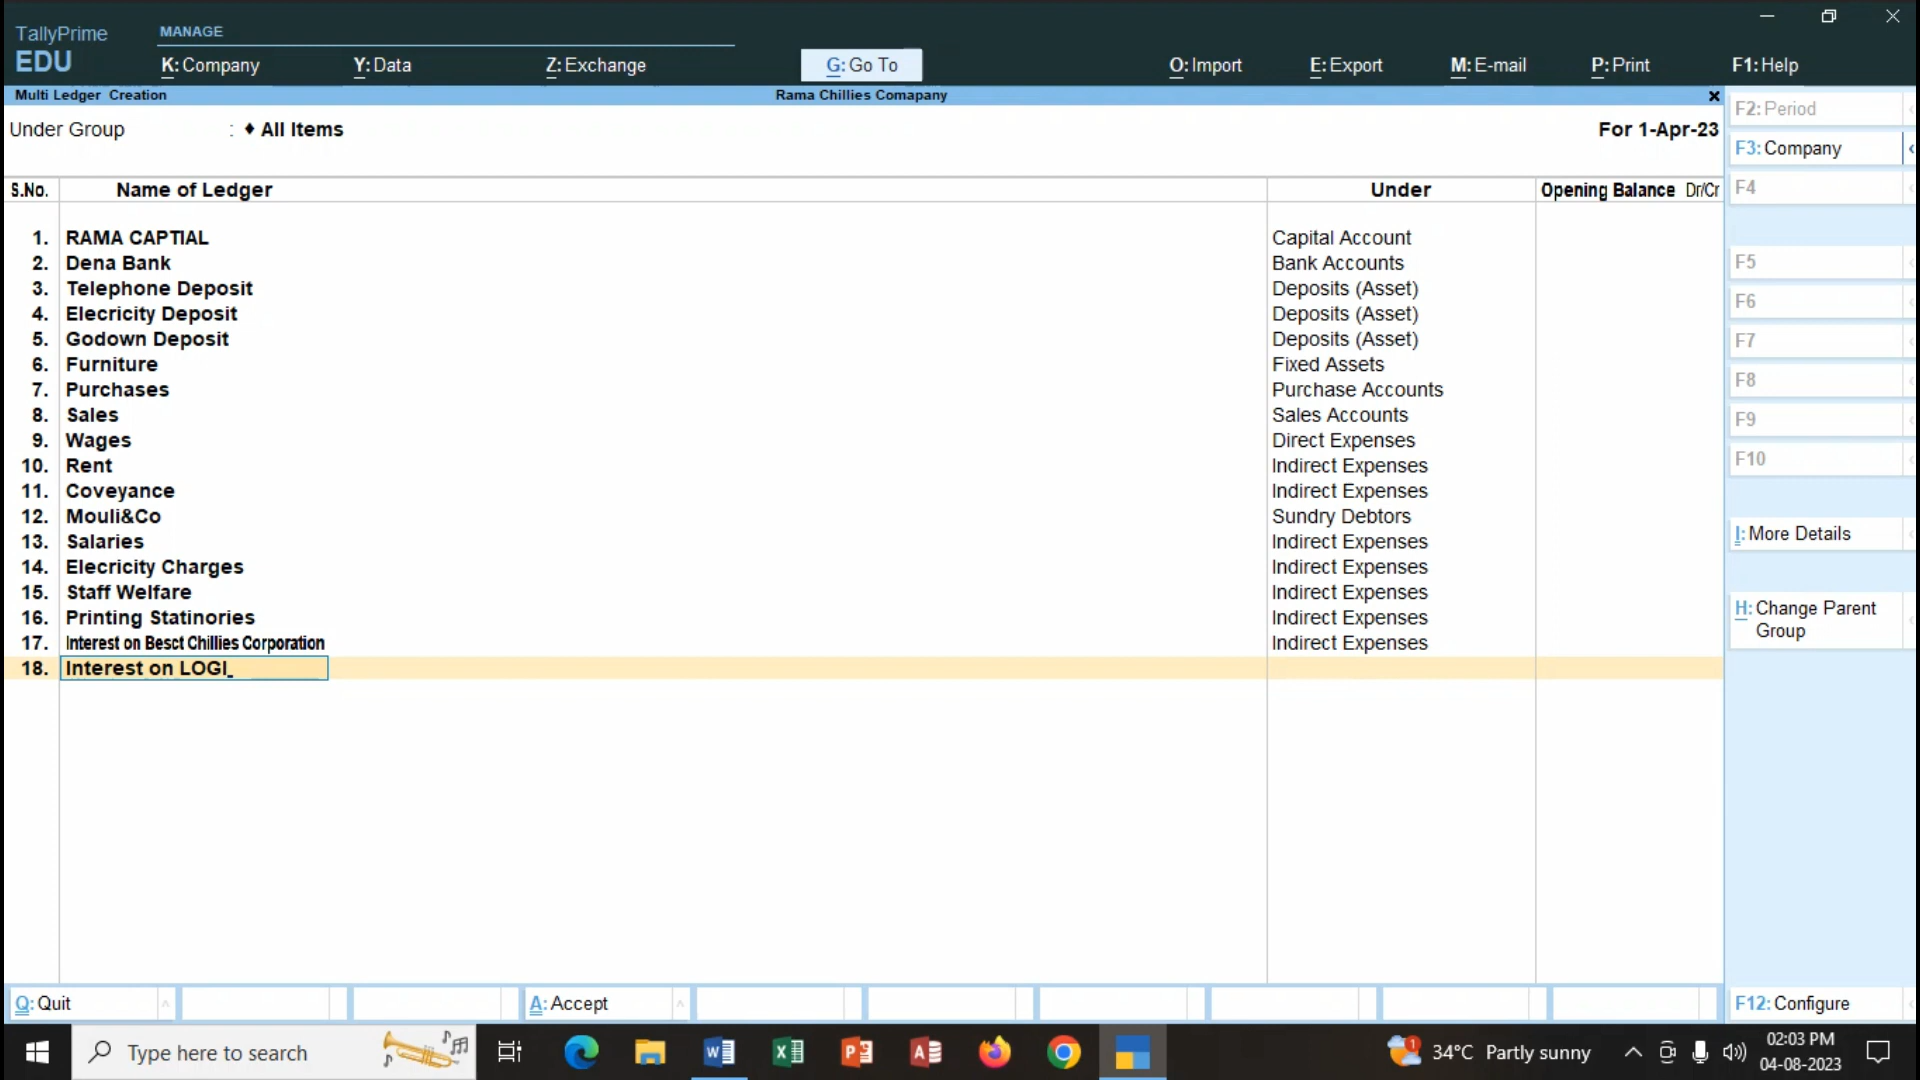 TallyPrime
EDU
MANAGE
K: Company
Y: Data
Z: Exchange
G: Go To
O: Import
E: Export
M: E-mail
P: Print
F1: Help
Multi Ledger Creation
Rama Chillies Comapany
Under Group : ♦ All Items
For 1-Apr-23
S.No. Name of Ledger Under Opening Balance Dr/Cr
1. RAMA CAPTIAL Capital Account
2. Dena Bank Bank Accounts
3. Telephone Deposit Deposits (Asset)
4. Elecricity Deposit Deposits (Asset)
5. Godown Deposit Deposits (Asset)
6. Furniture Fixed Assets
7. Purchases Purchase Accounts
8. Sales Sales Accounts
9. Wages Direct Expenses
10. Rent Indirect Expenses
11. Coveyance Indirect Expenses
12. Mouli&Co Sundry Debtors
13. Salaries Indirect Expenses
14. Elecricity Charges Indirect Expenses
15. Staff Welfare Indirect Expenses
16. Printing Statinories Indirect Expenses
17. Interest on Besct Chillies Corporation Indirect Expenses
18. Interest on LOGI_
F2: Period
F3: Company
F4
F5
F6
F7
F8
F9
F10
I: More Details
H: Change Parent
Group
F12: Configure
Q: Quit
A: Accept
Type here to search
34°C Partly sunny
02:03 PM
04-08-2023